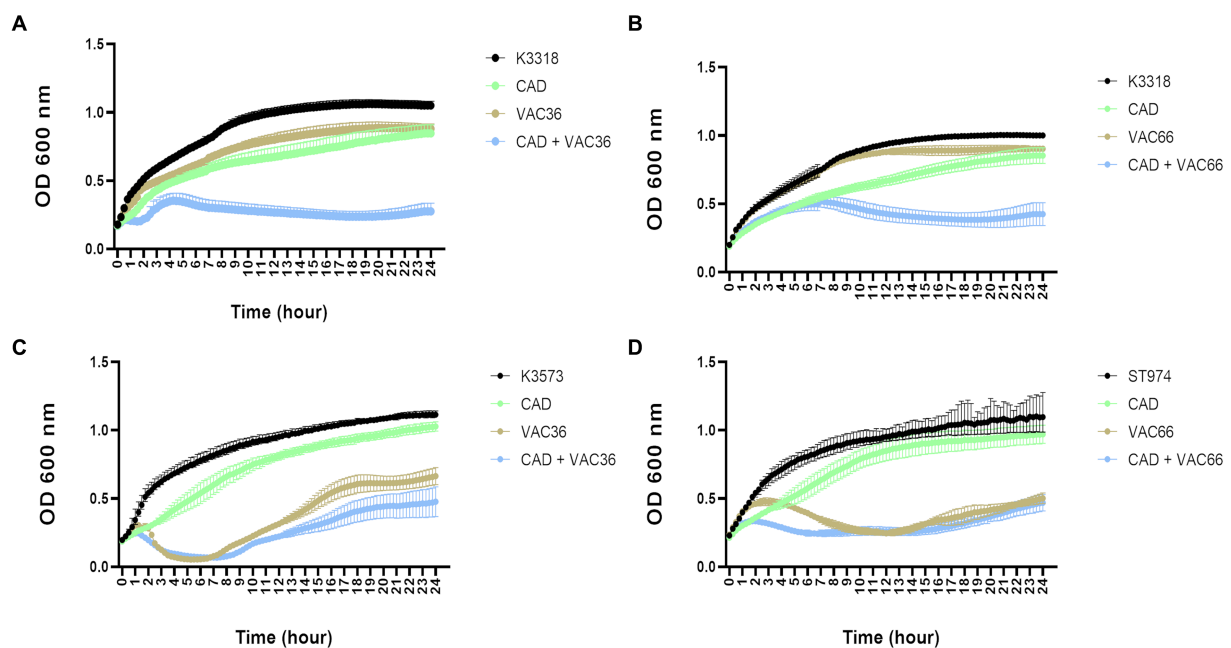 A
OD 600 nm
1.5
1.0
0.5
0.0
0 1 2 3 4 5 6 7 8 9 10 11 12 13 14 15 16 17 18 19 20 21 22 23 24
Time (hour)
K3318
CAD
VAC36
CAD + VAC36
B
OD 600 nm
1.5
1.0
0.5
0.0
0 1 2 3 4 5 6 7 8 9 10 11 12 13 14 15 16 17 18 19 20 21 22 23 24
K3318
CAD
VAC66
CAD + VAC66
C
OD 600 nm
1.5
1.0
0.5
0.0
0 1 2 3 4 5 6 7 8 9 10 11 12 13 14 15 16 17 18 19 20 21 22 23 24
Time (hour)
K3573
CAD
VAC36
CAD + VAC36
D
OD 600 nm
1.5
1.0
0.5
0.0
0 1 2 3 4 5 6 7 8 9 10 11 12 13 14 15 16 17 18 19 20 21 22 23 24
Time (hour)
ST974
CAD
VAC66
CAD + VAC66